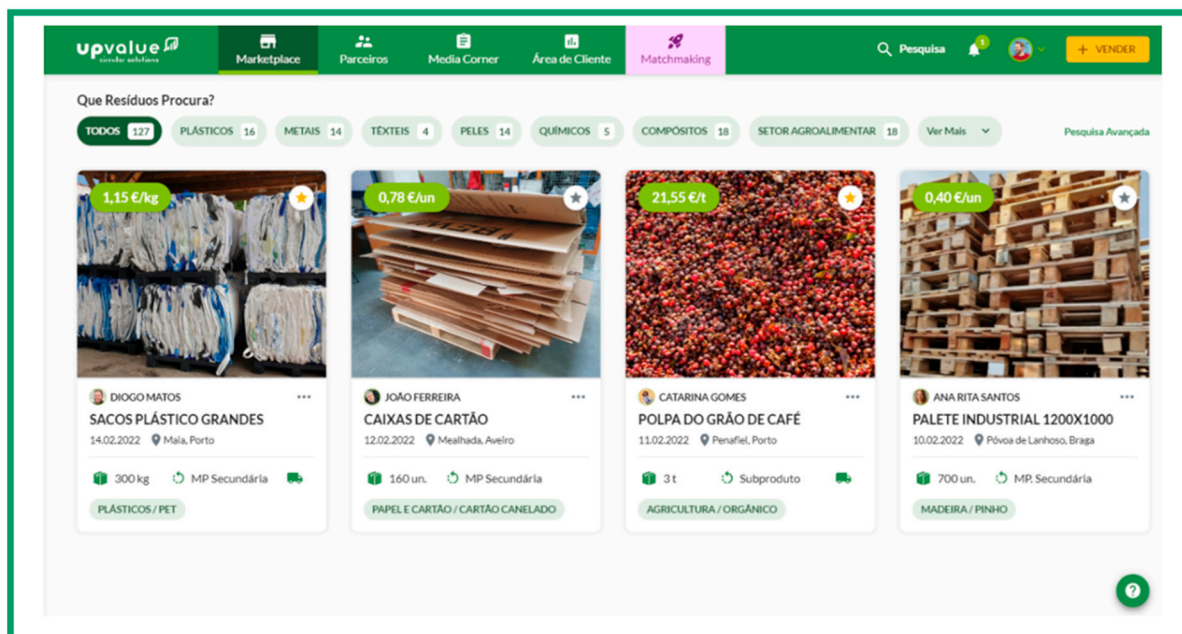 upvalue
circular solutions
Marketplace
Parceiros
Media Corner
Área de Cliente
Matchmaking
Pesquisa
1
+ VENDER
Que Resíduos Procura?
TODOS 127
PLÁSTICOS 16
METAIS 14
TÊXTEIS 4
PELES 14
QUÍMICOS 5
COMPÓSITOS 18
SETOR AGROALIMENTAR 18
Ver Mais
Pesquisa Avançada
1,15 €/kg
DIOGO MATOS
SACOS PLÁSTICO GRANDES
14.02.2022 Maia, Porto
300 kg MP Secundária
PLÁSTICOS / PET
0,78 €/un
JOÃO FERREIRA
CAIXAS DE CARTÃO
12.02.2022 Mealhada, Aveiro
160 un. MP Secundária
PAPEL E CARTÃO / CARTÃO CANELADO
21,55 €/t
CATARINA GOMES
POLPA DO GRÃO DE CAFÉ
11.02.2022 Penafiel, Porto
3 t Subproduto
AGRICULTURA / ORGÂNICO
0,40 €/un
ANA RITA SANTOS
PALETE INDUSTRIAL 1200X1000
10.02.2022 Póvoa de Lanhoso, Braga
700 un. MP. Secundária
MADEIRA / PINHO
?